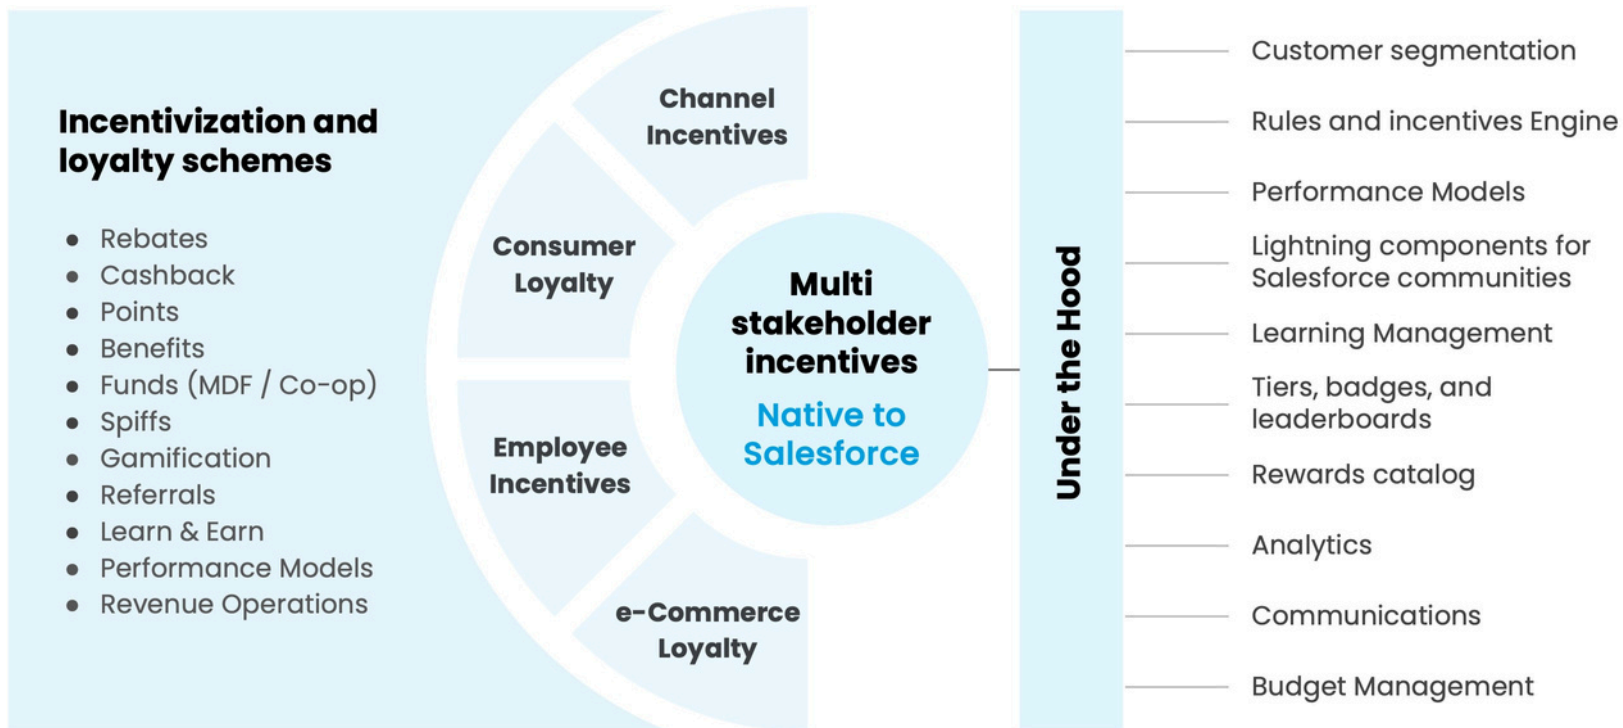 Incentivization and
loyalty schemes
● Rebates
● Cashback
● Points
● Benefits
● Funds (MDF / Co-op)
● Spiffs
● Gamification
● Referrals
● Learn & Earn
● Performance Models
● Revenue Operations
Channel
Incentives
Consumer
Loyalty
Employee
Incentives
e-Commerce
Loyalty
Multi
stakeholder
incentives
Native to
Salesforce
Under the Hood
Customer segmentation
Rules and incentives Engine
Performance Models
Lightning components for
Salesforce communities
Learning Management
Tiers, badges, and
leaderboards
Rewards catalog
Analytics
Communications
Budget Management